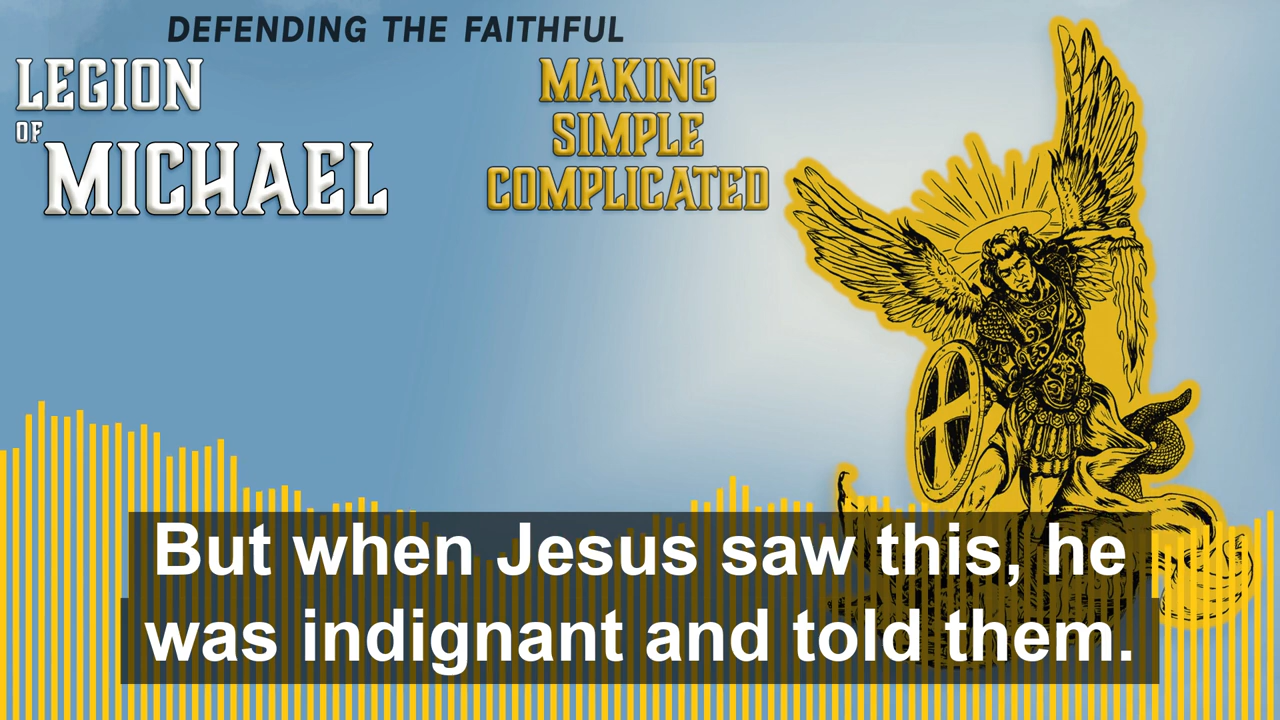 DEFENDING THE FAITHFUL
LEGION
OF
MICHAEL
MAKING
SIMPLE
COMPLICATED
But when Jesus saw this, he
was indignant and told them.